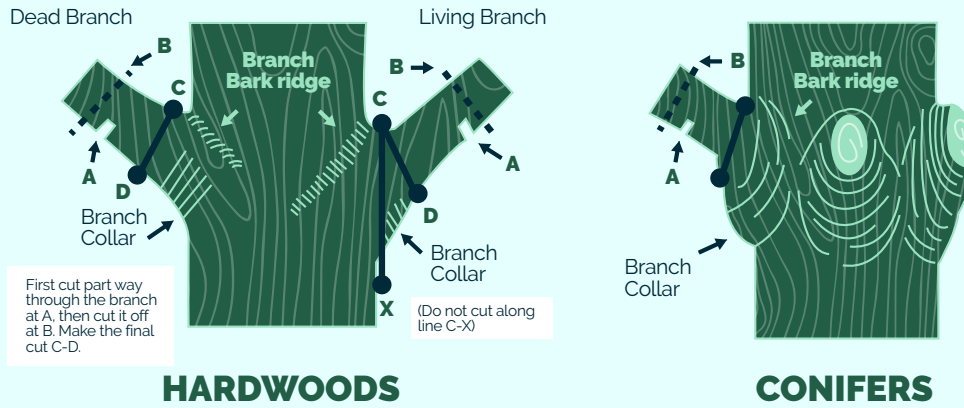 Dead Branch
Living Branch
B
Branch
Bark ridge
B
C
C
A
A
D
D
Branch
Collar
Branch
Collar
X
First cut part way
through the branch
at A, then cut it off
at B. Make the final
cut C-D.
(Do not cut along
line C-X)
HARDWOODS
B
Branch
Bark ridge
A
Branch
Collar
CONIFERS